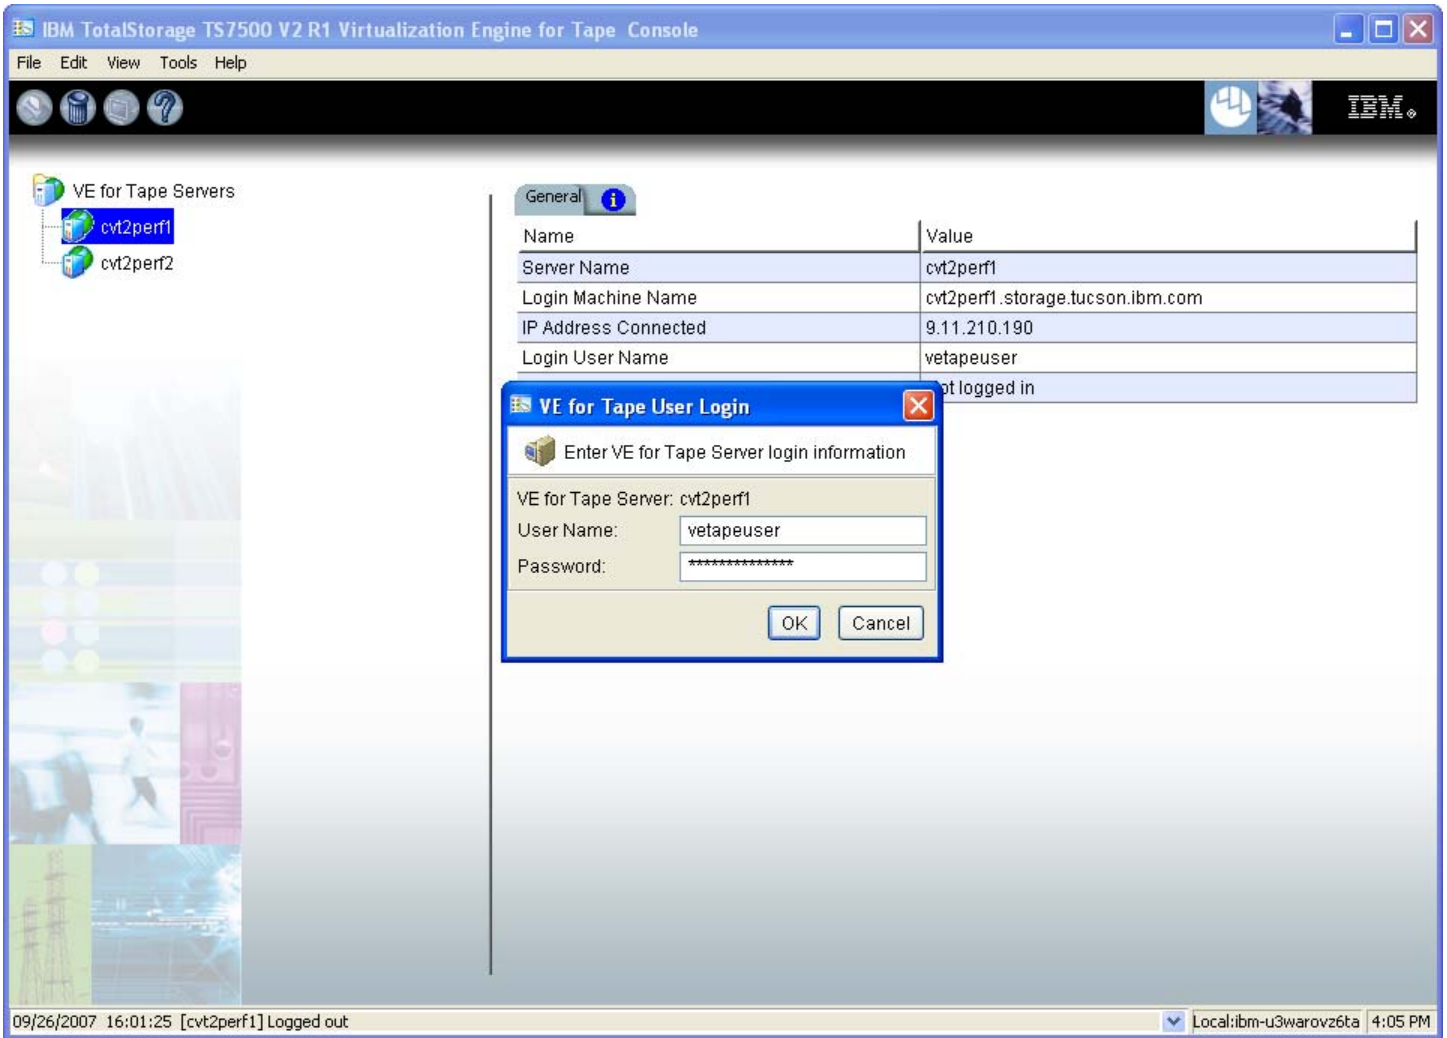 IBM TotalStorage TS7500 V2 R1 Virtualization Engine for Tape Console
File Edit View Tools Help
IBM
VE for Tape Servers
cvt2perf1
cvt2perf2
General
Name Value
Server Name cvt2perf1
Login Machine Name cvt2perf1.storage.tucson.ibm.com
IP Address Connected 9.11.210.190
Login User Name vetapeuser
logged in
VE for Tape User Login
Enter VE for Tape Server login information
VE for Tape Server: cvt2perf1
User Name: vetapeuser
Password: **************
OK Cancel
09/26/2007 16:01:25 [cvt2perf1] Logged out
Local:ibm-u3warovz6ta 4:05 PM